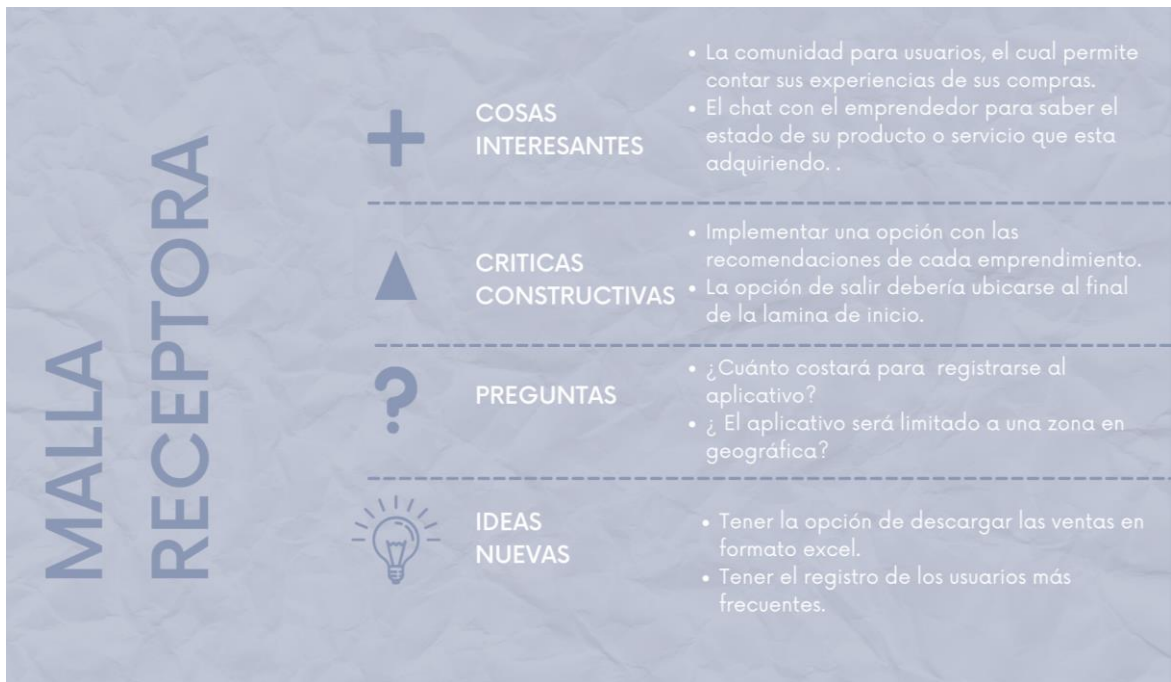 MALLA
RECEPTORA
COSAS
INTERESANTES
• La comunidad para usuarios, el cual permite
contar sus experiencias de sus compras.
• El chat con el emprendedor para saber el
estado de su producto o servicio que esta
adquiriendo. .
CRITICAS
CONSTRUCTIVAS
• Implementar una opción con las
recomendaciones de cada emprendimiento.
• La opción de salir debería ubicarse al final
de la lamina de inicio.
PREGUNTAS
• ¿Cuánto costará para registrarse al
aplicativo?
• ¿ El aplicativo será limitado a una zona en
geográfica?
IDEAS
NUEVAS
• Tener la opción de descargar las ventas en
formato excel.
• Tener el registro de los usuarios más
frecuentes.